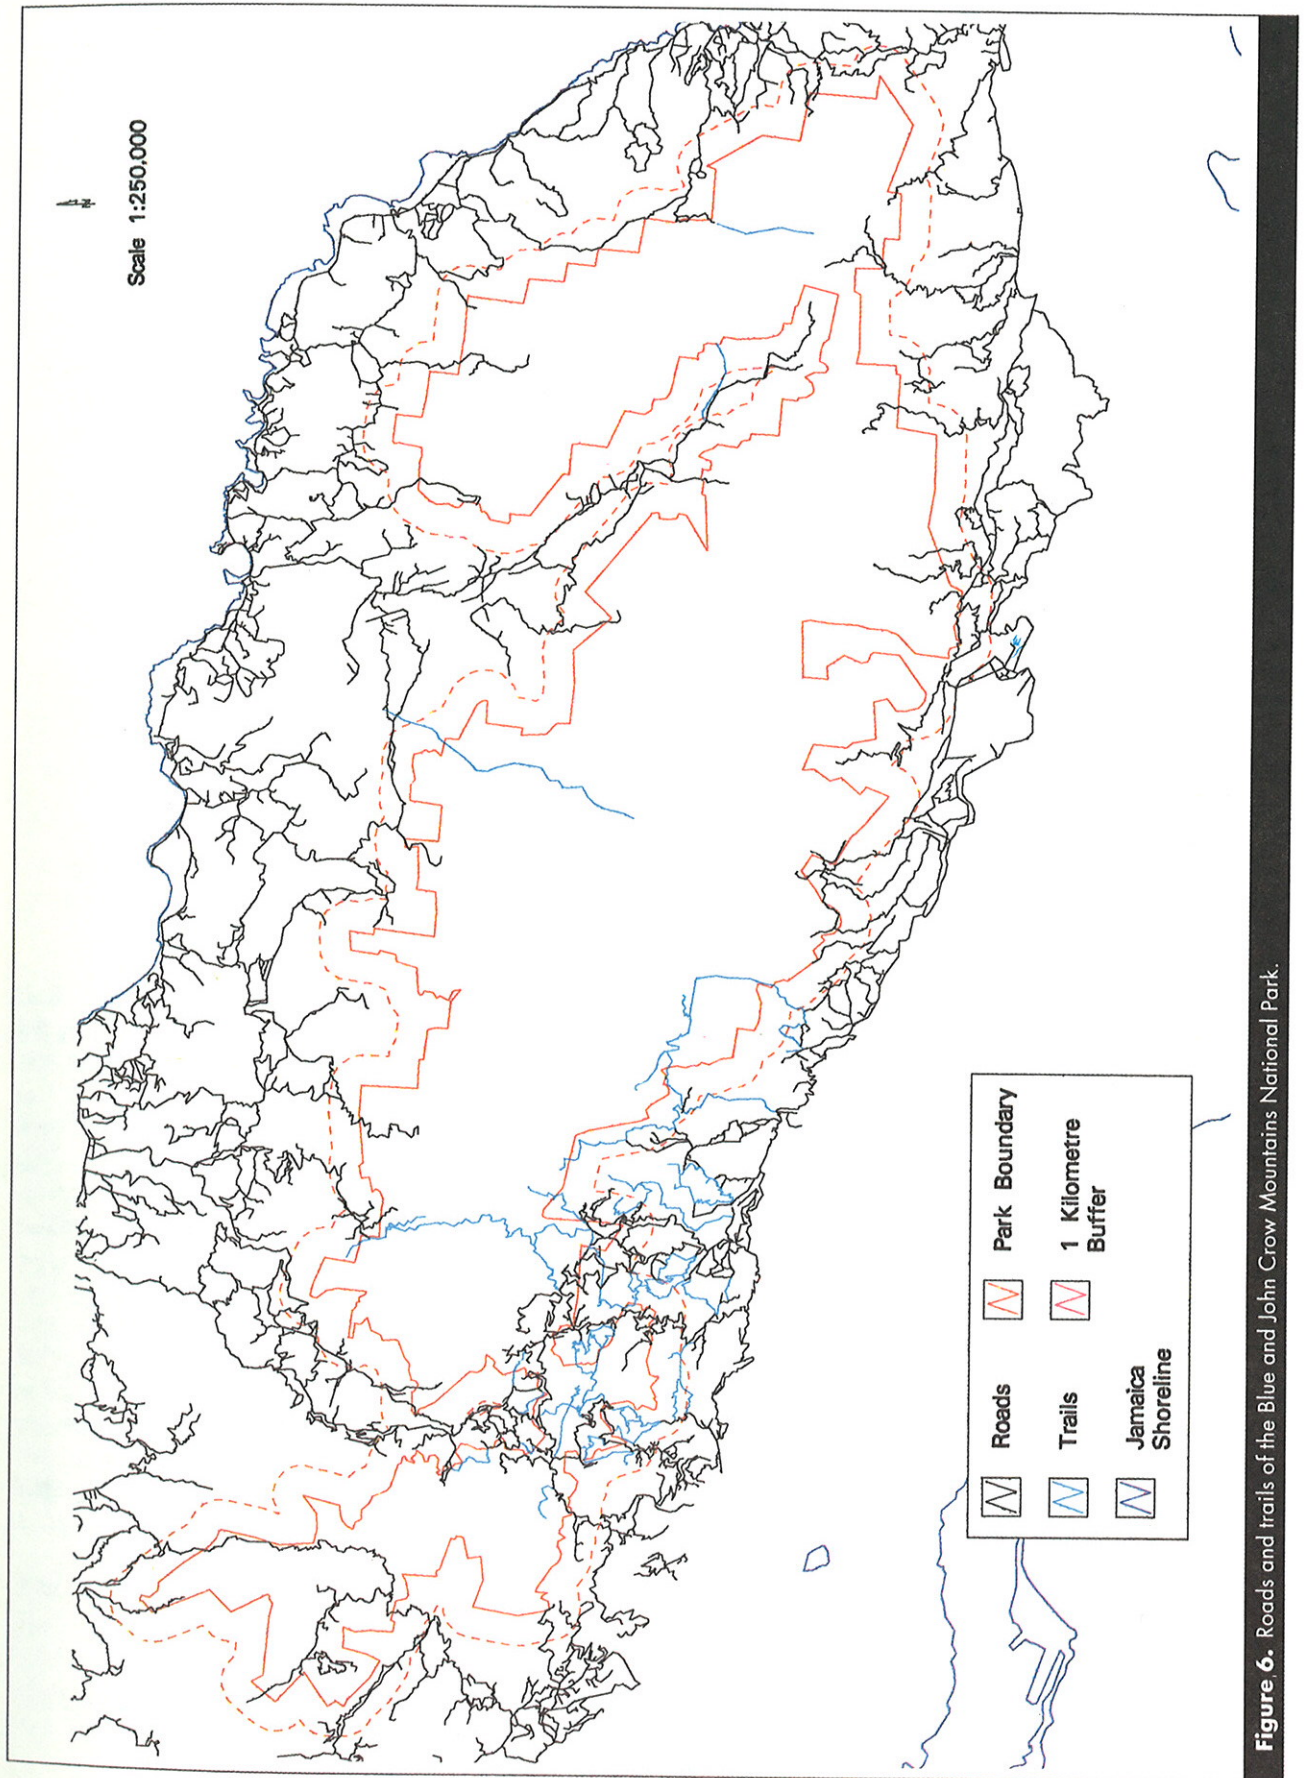 Scale 1:250,000
N
Roads
Park Boundary
Trails
1 Kilometre
Buffer
Jamaica
Shoreline
Figure 6. Roads and trails of the Blue and John Crow Mountains National Park.